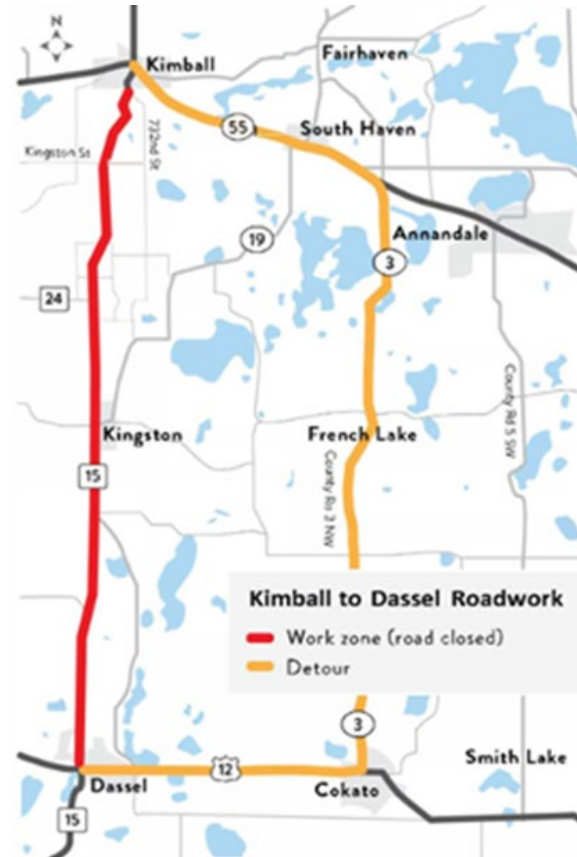 N
Kimball
Fairhaven
55
South Haven
Kingston St
732nd St
19
Annandale
3
24
County Rd 5 SW
Kingston
French Lake
15
County Rd 3 NW
Kimball to Dassel Roadwork
Work zone (road closed)
Detour
3
12
Smith Lake
Dassel
Cokato
15